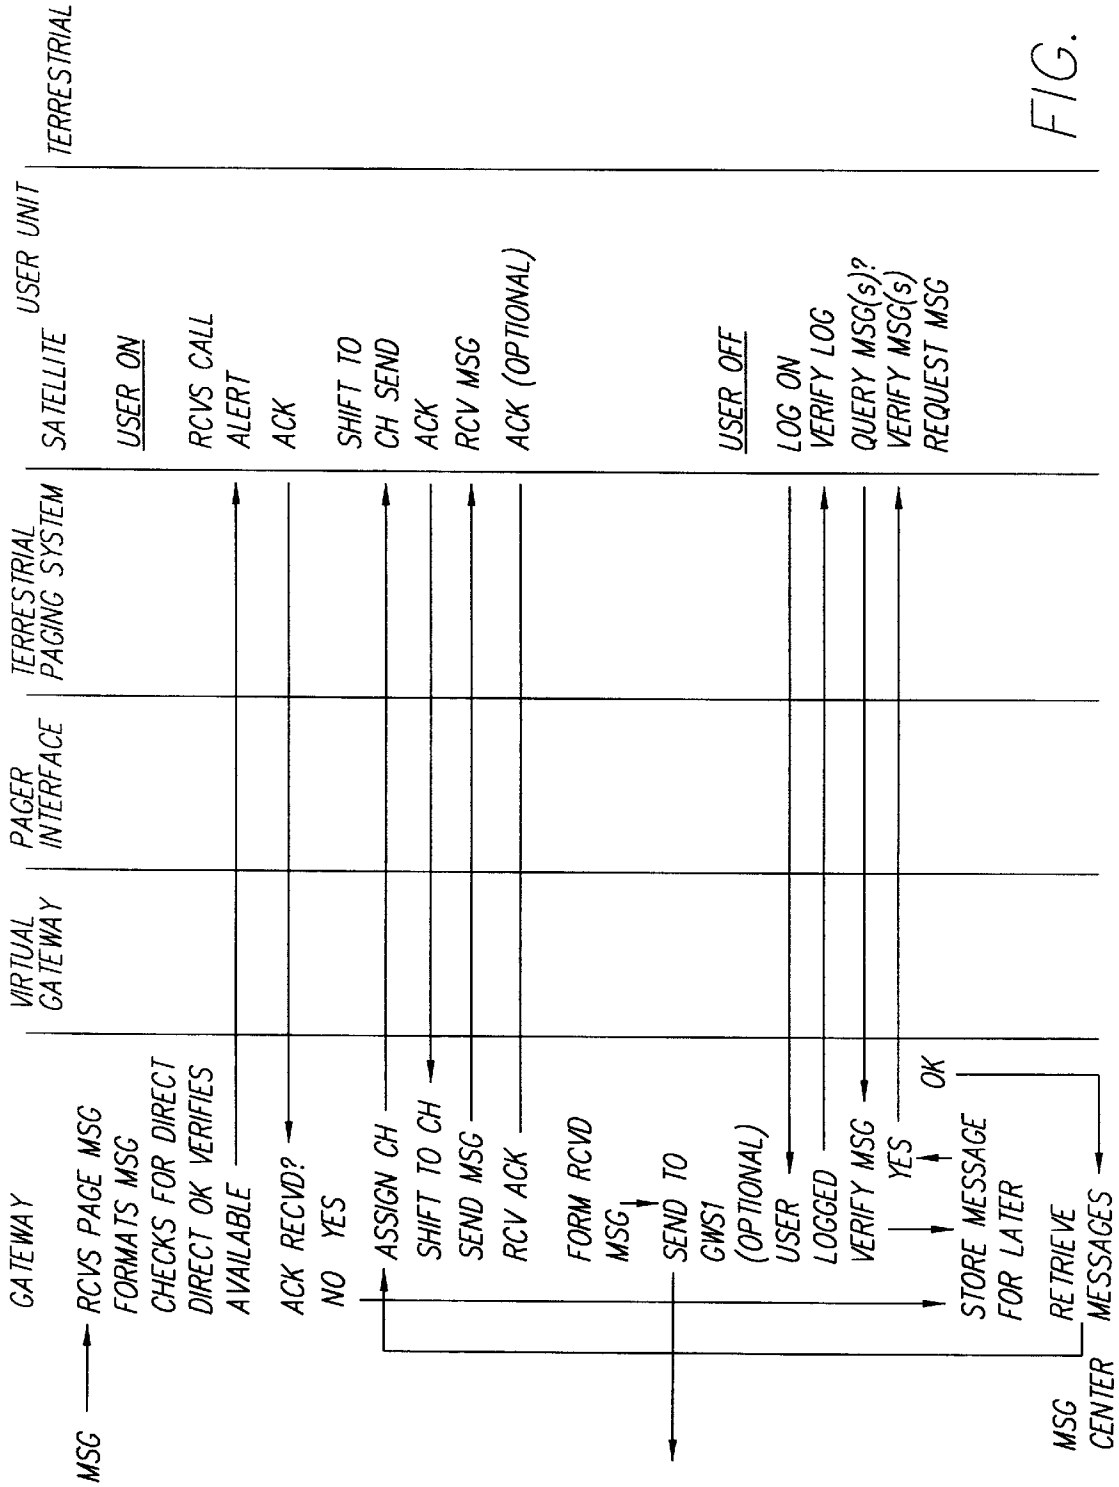 GATEWAY
VIRTUAL
GATEWAY
PAGER
INTERFACE
TERRESTRIAL
PAGING SYSTEM
USER UNIT
SATELLITE
TERRESTRIAL
MSG
RCVS PAGE MSG
FORMATS MSG
CHECKS FOR DIRECT
DIRECT OK VERIFIES
AVAILABLE
ACK RECVD?
NO YES
ASSIGN CH
SHIFT TO CH
SEND MSG
RCV ACK
FORM RCVD
MSG
SEND TO
GWS1
(OPTIONAL)
USER
LOGGED
VERIFY MSG
YES
OK
STORE MESSAGE
FOR LATER
RETRIEVE
MESSAGES
MSG
CENTER
USER ON
RCVS CALL
ALERT
ACK
SHIFT TO
CH SEND
ACK
RCV MSG
ACK (OPTIONAL)
USER OFF
LOG ON
VERIFY LOG
QUERY MSG(s)?
VERIFY MSG(s)
REQUEST MSG
FIG.